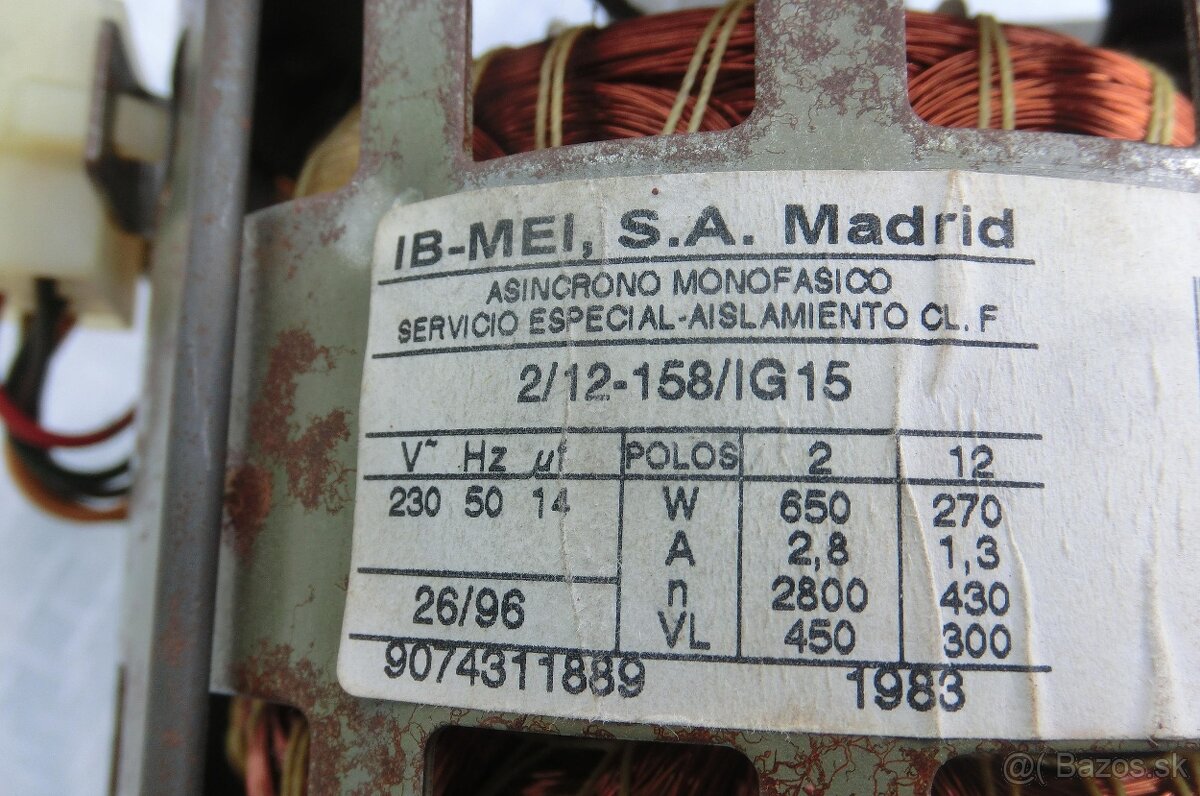 IB-MEI, S.A. Madrid
ASINCRONO MONOFASICO
SERVICIO ESPECIAL-AISLAMIENTO CL. F
2/12-158/IG15
V~ Hz µf POLOS 2 12
230 50 14 W 650 270
A 2,8 1,3
n 2800 430
26/96 VL 450 300
9074311889 1983
@( Bazos.sk